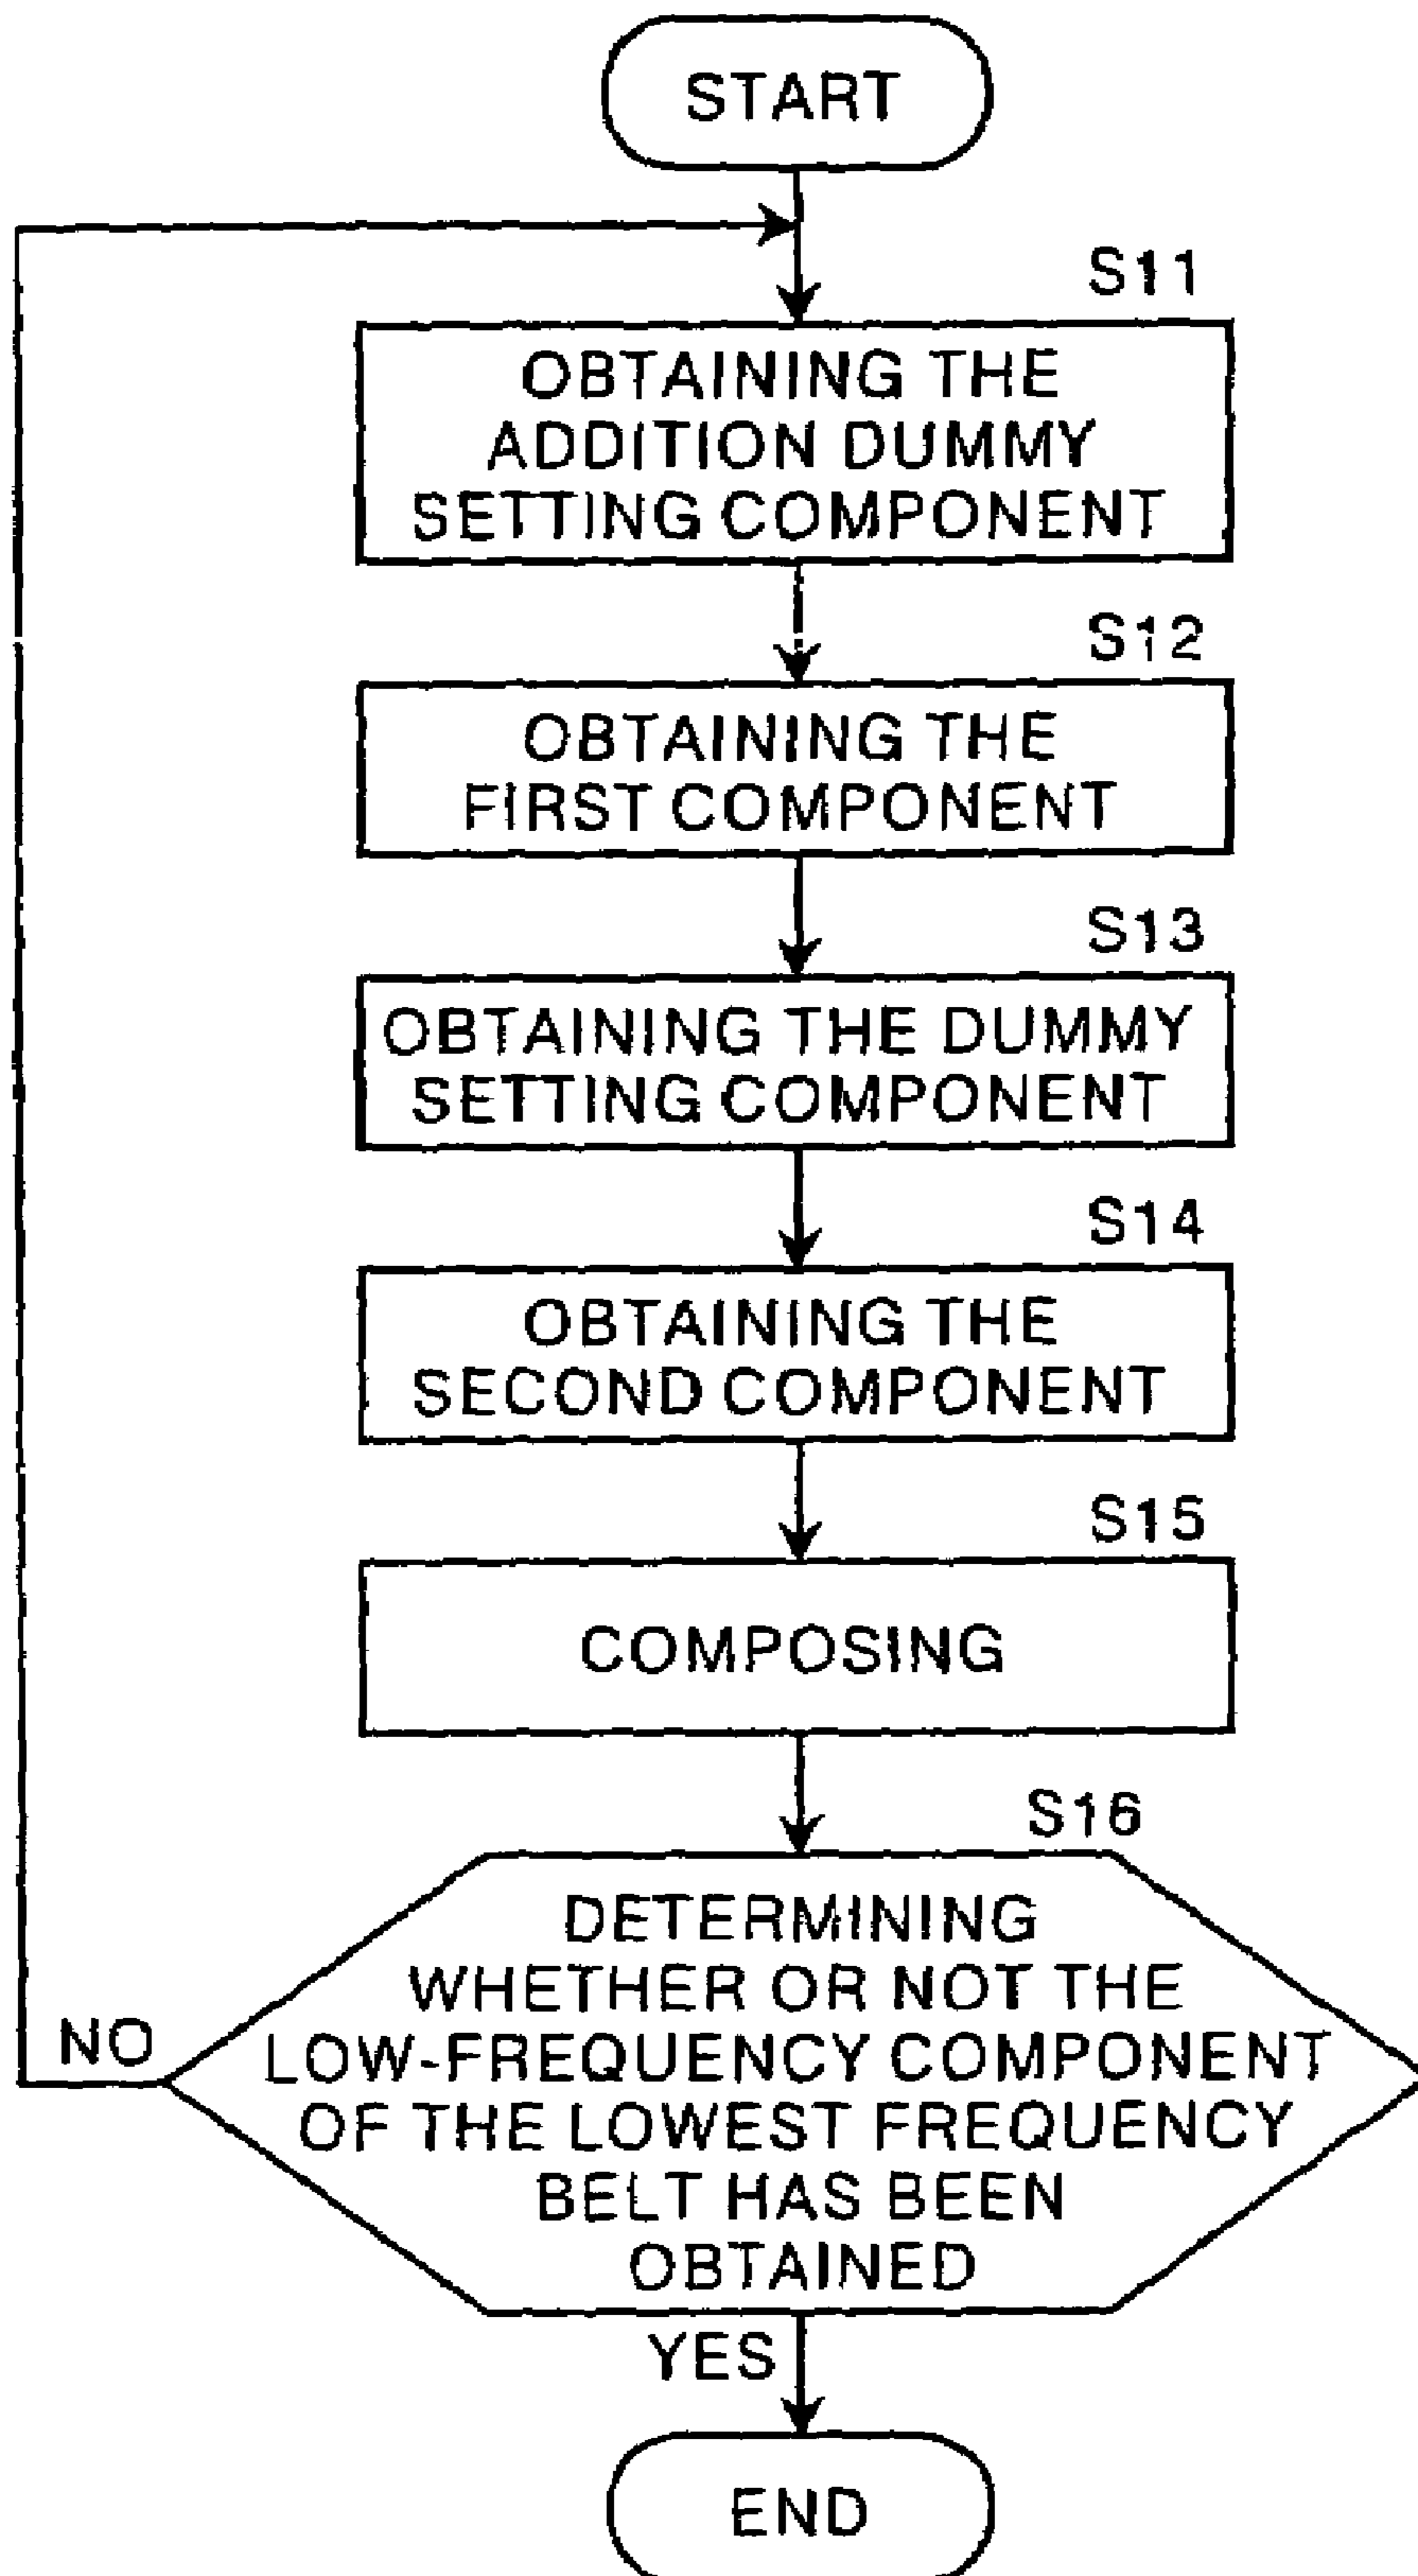 START
S11
OBTAINING THE
ADDITION DUMMY
SETTING COMPONENT
S12
OBTAINING THE
FIRST COMPONENT
S13
OBTAINING THE DUMMY
SETTING COMPONENT
S14
OBTAINING THE
SECOND COMPONENT
S15
COMPOSING
S16
DETERMINING
WHETHER OR NOT THE
LOW-FREQUENCY COMPONENT
OF THE LOWEST FREQUENCY
BELT HAS BEEN
OBTAINED
NO
YES
END